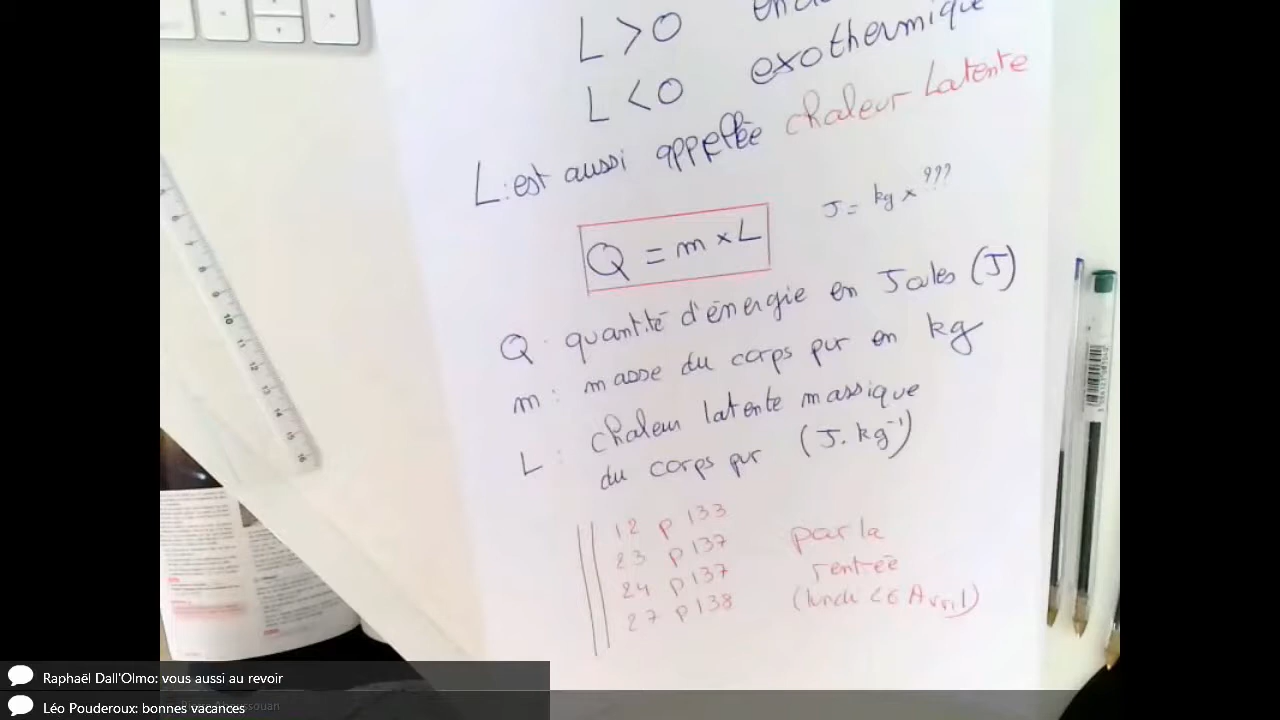 L > 0
L < 0 exothermique
L : est aussi appellée chaleur Latente
J = kg x ???
Q = m x L
Q : quantité d'énergie en Joules (J)
m : masse du corps pur en kg
L : chaleur latente massique
du corps pur (J.kg⁻¹)
12 p 133
23 p 137
24 p 137
27 p 138
par la
rentrée
(lundi 26 Avril)
Raphaël Dall'Olmo: vous aussi au revoir
Léo Pouderoux: bonnes vacances